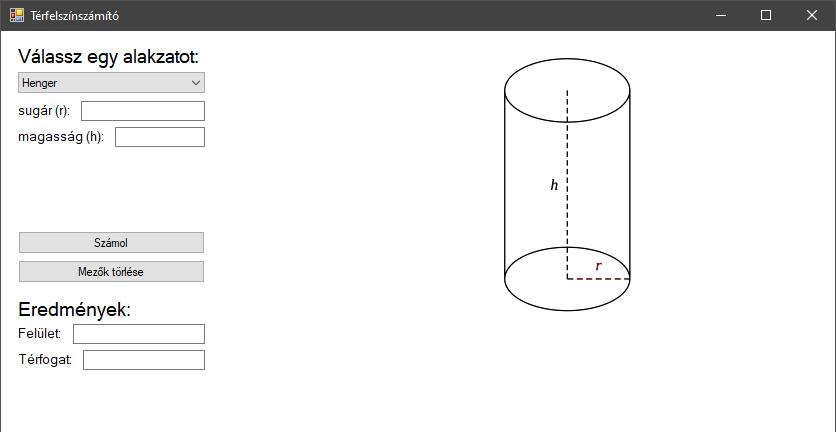 Térfelszínszámító
Válassz egy alakzatot:
Henger
sugár (r):
magasság (h):
Számol
Mezők törlése
Eredmények:
Felület:
Térfogat:
h
r